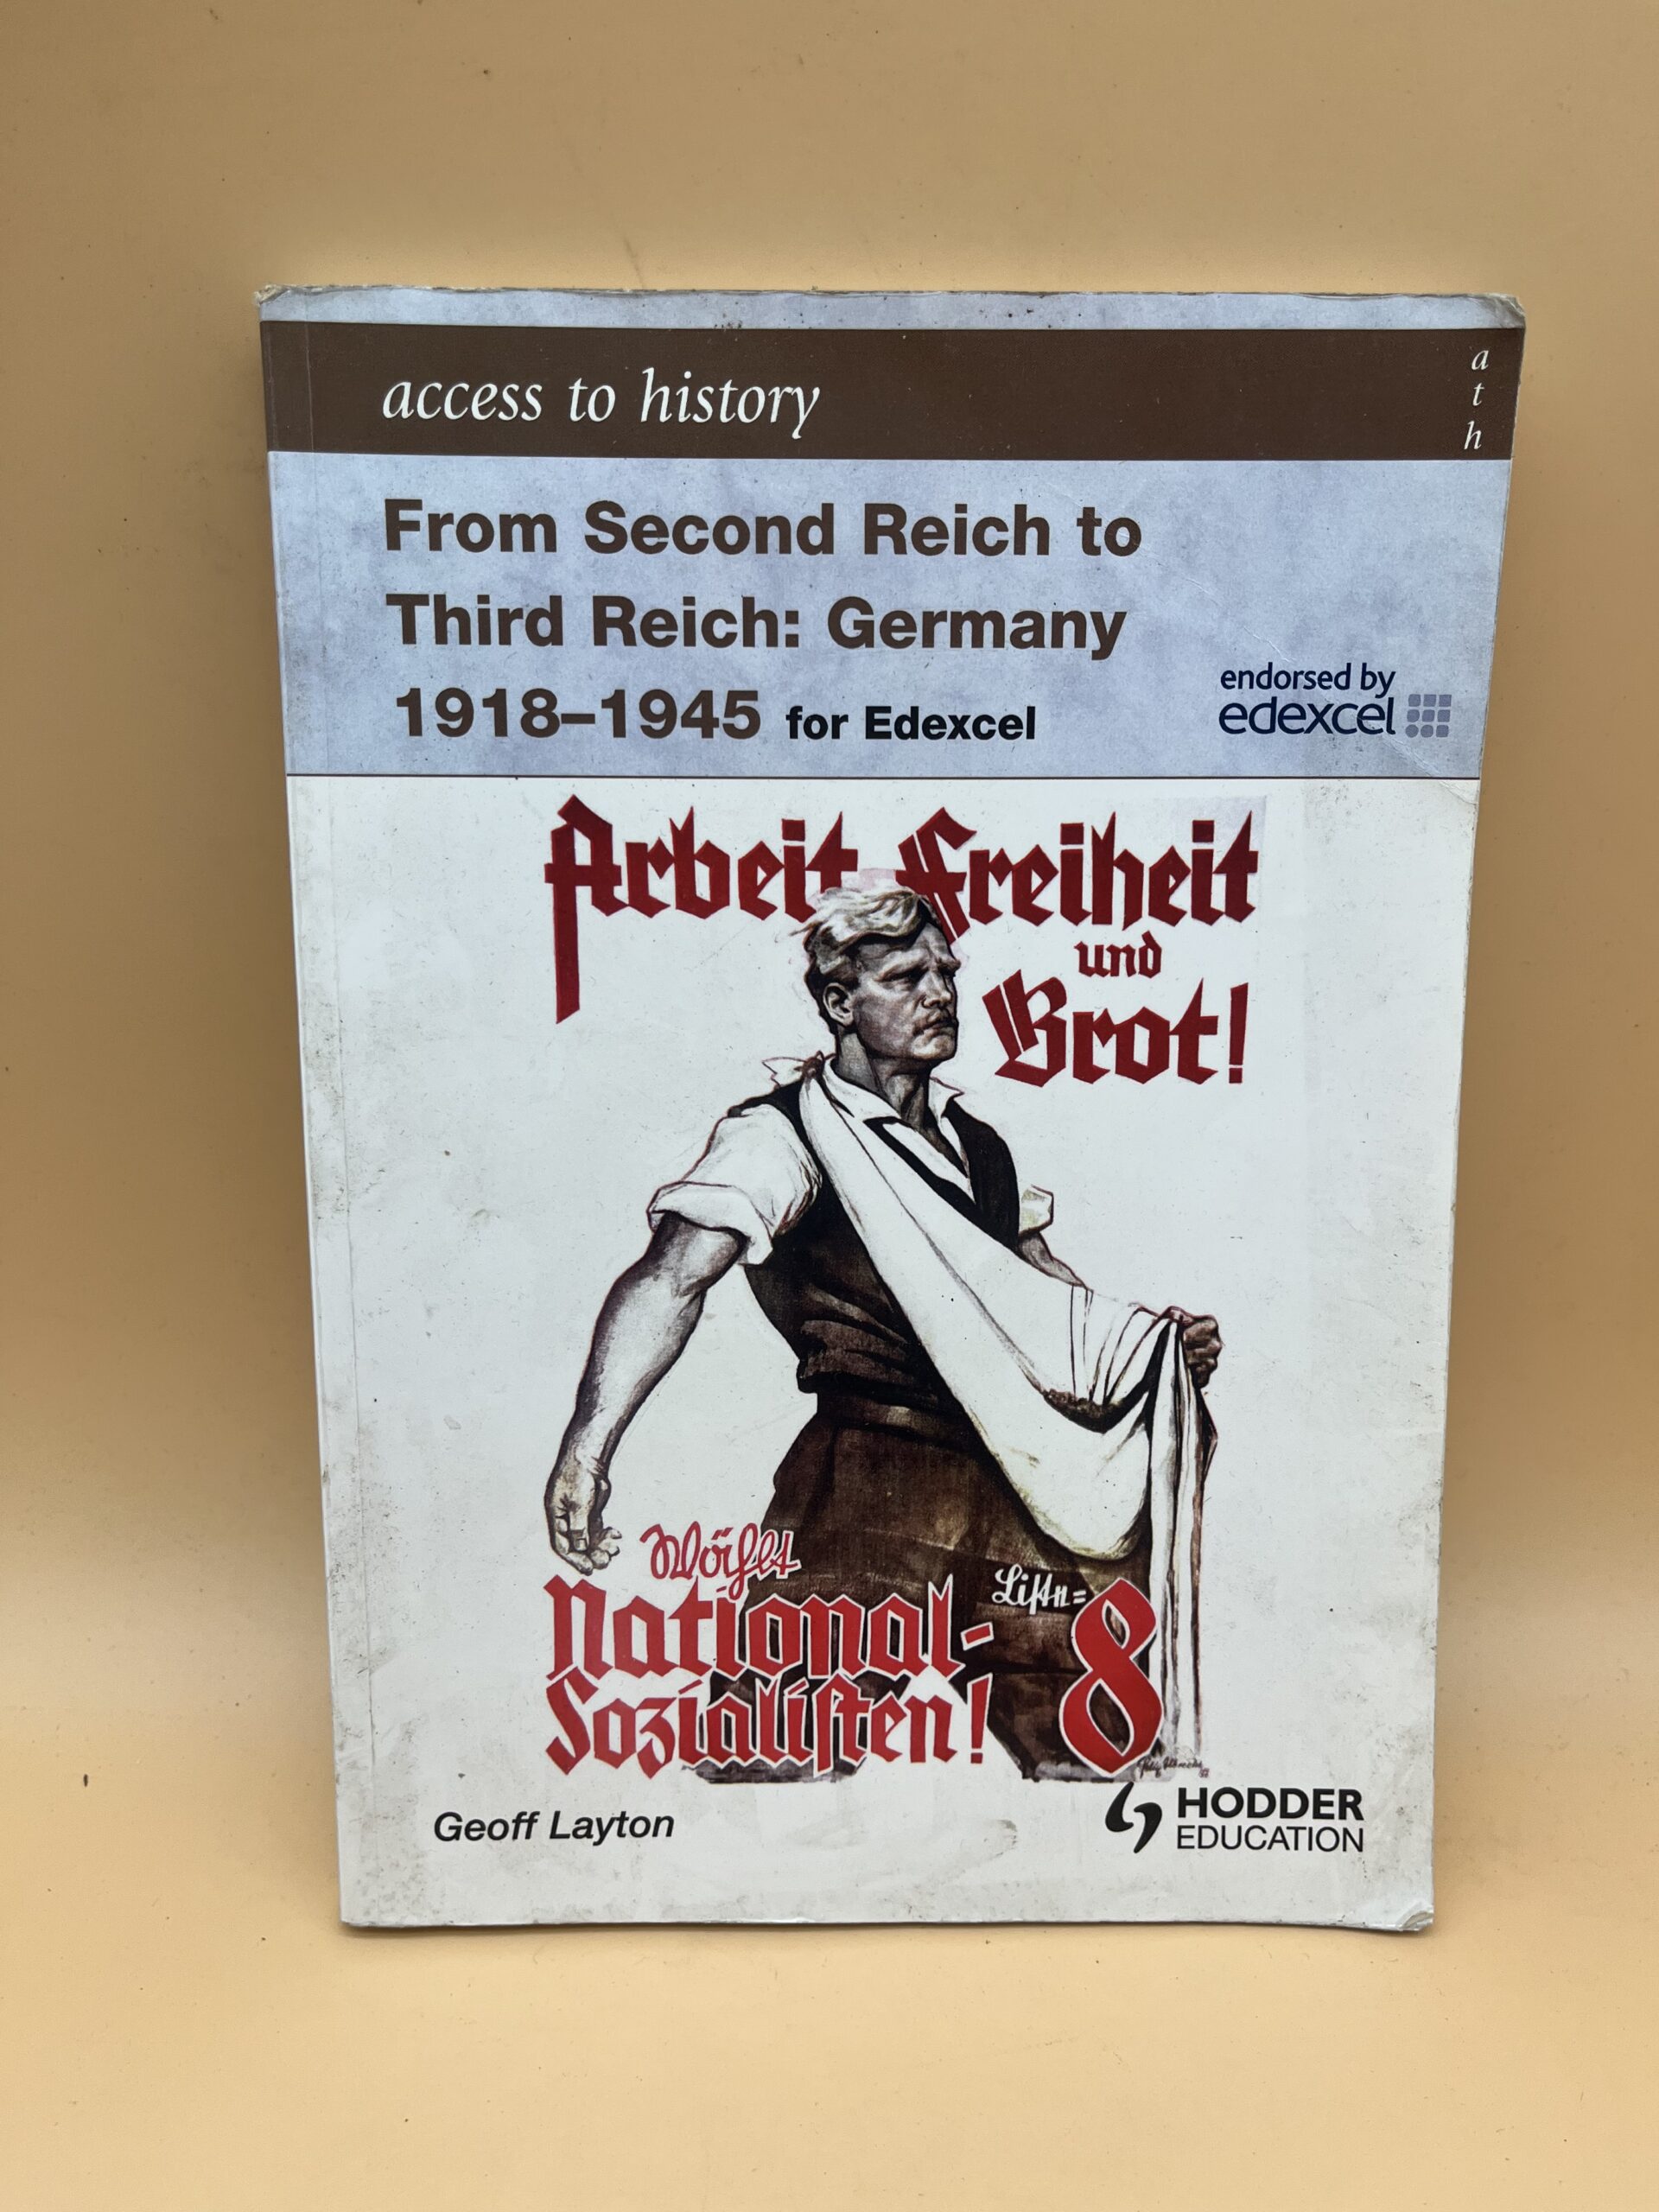 access to history
a
t
h
From Second Reich to
Third Reich: Germany
1918–1945 for Edexcel
endorsed by
edexcel
Arbeit Freiheit
und
Brot!
Wählt
National-
Sozialisten!
Liste=
8
Geoff Layton
HODDER
EDUCATION